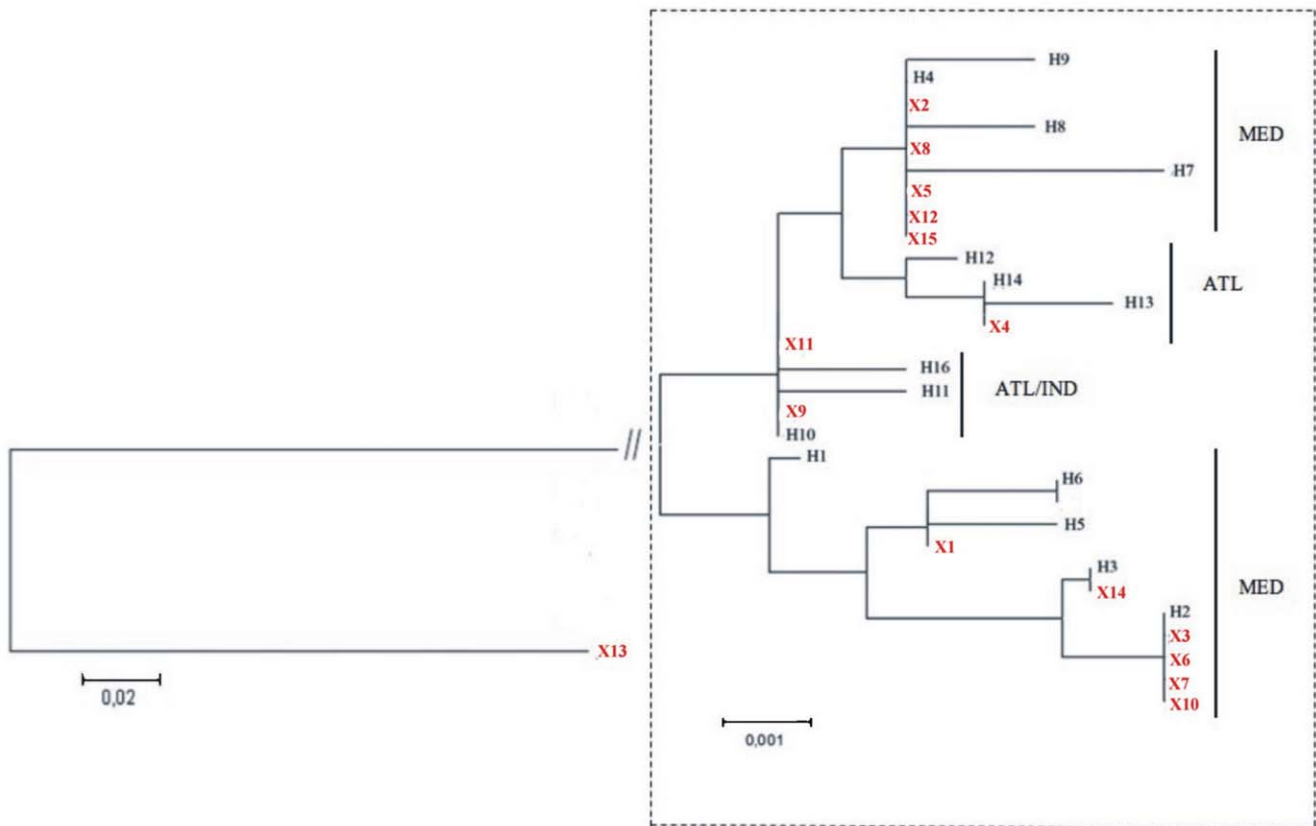 H9
H4
X2
H8
X8
H7
X5
X12
X15
MED
H12
H14
H13
X4
ATL
X11
H16
H11
X9
H10
ATL/IND
H1
H6
H5
X1
H3
X14
H2
X3
X6
X7
X10
MED
//
X13
0,02
0,001